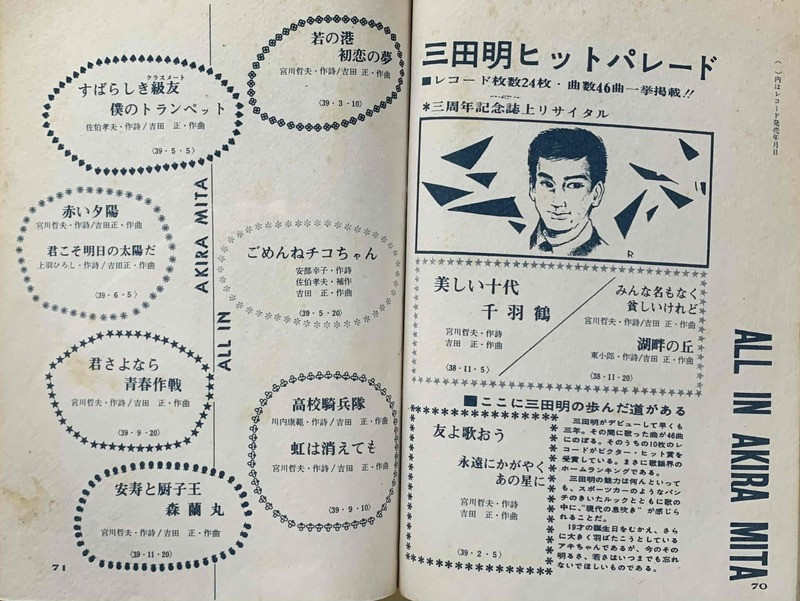 三田明ヒットパレード
■レコード枚数24枚・曲数46曲一挙掲載!!
*三周年記念誌上リサイタル
( )内はレコード発売年月日
R
美しい十代
千羽鶴
宮川哲夫・作詩
吉田 正・作曲
(38・11・5)
みんな名もなく
貧しいけれど
宮川哲夫・作詩/吉田 正・作曲
湖畔の丘
東小郎・作詩/吉田正・作曲
(38・11・20)
■ここに三田明の歩んだ道がある
友よ歌おう
永遠にかがやく
あの星に
宮川哲夫・作詩
吉田 正・作曲
(39・2・5)
三田明がデビューして早くも
三年。その間に歌った曲が46曲
にのぼる。そのうちの10枚のレ
コードがビクター・ヒット賞を
受賞している。まさに歌謡界の
ホームランキングである。
三田明の魅力は何んといって
も、スポーツカーのようなパン
チのきいたルックとともに歌の
中に、“現代の息吹き”が感じら
れることだ。
19才の誕生日をむかえ、さら
に大きく羽ばたこうとしている
アキちゃんであるが、今のその
明るさ、若さはいつまでも忘れ
ないでほしいものである。
ALL IN AKIRA MITA
70
若の港
初恋の夢
宮川哲夫・作詩/吉田 正・作曲
(39・3・10)
すばらしき級友
クラスメート
僕のトランペット
佐伯孝夫・作詩/吉田 正・作曲
(39・5・5)
ごめんねチコちゃん
安部幸子・作詩
佐伯孝夫・補作
吉田 正・作曲
(39・5・20)
赤い夕陽
宮川哲夫・作詩/吉田正・作曲
君こそ明日の太陽だ
上羽ひろし・作詩/吉田正・作曲
(39・6・5)
高校騎兵隊
川内康範・作詩/吉田 正・作曲
虹は消えても
宮川哲夫・作詩/吉田 正・作曲
(39・9・10)
君さよなら
青春作戦
宮川哲夫・作詩/吉田 正・作曲
(39・9・20)
安寿と厨子王
森蘭丸
宮川哲夫・作詩/吉田 正・作曲
(39・11・20)
ALL IN AKIRA MITA
71